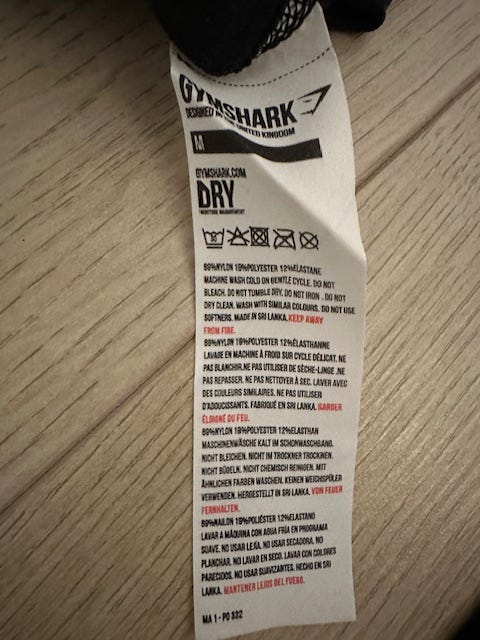 GYMSHARK
DESIGNED IN THE UNITED KINGDOM
M
GYMSHARK.COM
DRY
MOISTURE MANAGEMENT
30
69%NYLON 19%POLYESTER 12%ELASTANE
MACHINE WASH COLD ON GENTLE CYCLE. DO NOT
BLEACH. DO NOT TUMBLE DRY. DO NOT IRON . DO NOT
DRY CLEAN. WASH WITH SIMILAR COLOURS. DO NOT USE
SOFTNERS. MADE IN SRI LANKA.KEEP AWAY
FROM FIRE.
69%NYLON 19%POLYESTER 12%ELASTHANNE
LAVAGE EN MACHINE À FROID SUR CYCLE DÉLICAT. NE
PAS BLANCHIR.NE PAS UTILISER DE SÈCHE-LINGE .NE
PAS REPASSER. NE PAS NETTOYER À SEC. LAVER AVEC
DES COULEURS SIMILAIRES. NE PAS UTILISER
D'ADOUCISSANTS. FABRIQUÉ EN SRI LANKA. GARDER
ÉLOIGNÉ DU FEU.
69%NYLON 19%POLYESTER 12%ELASTHAN
MASCHINENWÄSCHE KALT IM SCHONWASCHGANG.
NICHT BLEICHEN. NICHT IM TROCKNER TROCKNEN.
NICHT BÜGELN. NICHT CHEMISCH REINIGEN. MIT
ÄHNLICHEN FARBEN WASCHEN. KEINEN WEICHSPÜLER
VERWENDEN. HERGESTELLT IN SRI LANKA. VON FEUER
FERNHALTEN.
69%NAILON 19%POLIÉSTER 12%ELASTANO
LAVAR A MÁQUINA CON AGUA FRÍA EN PROGRAMA
SUAVE. NO USAR LEJÍA. NO USAR SECADORA. NO
PLANCHAR. NO LAVAR EN SECO. LAVAR CON COLORES
PARECIDOS. NO USAR SUAVIZANTES. HECHO EN SRI
LANKA. MANTENER LEJOS DEL FUEGO.
MA 1 - PO 332